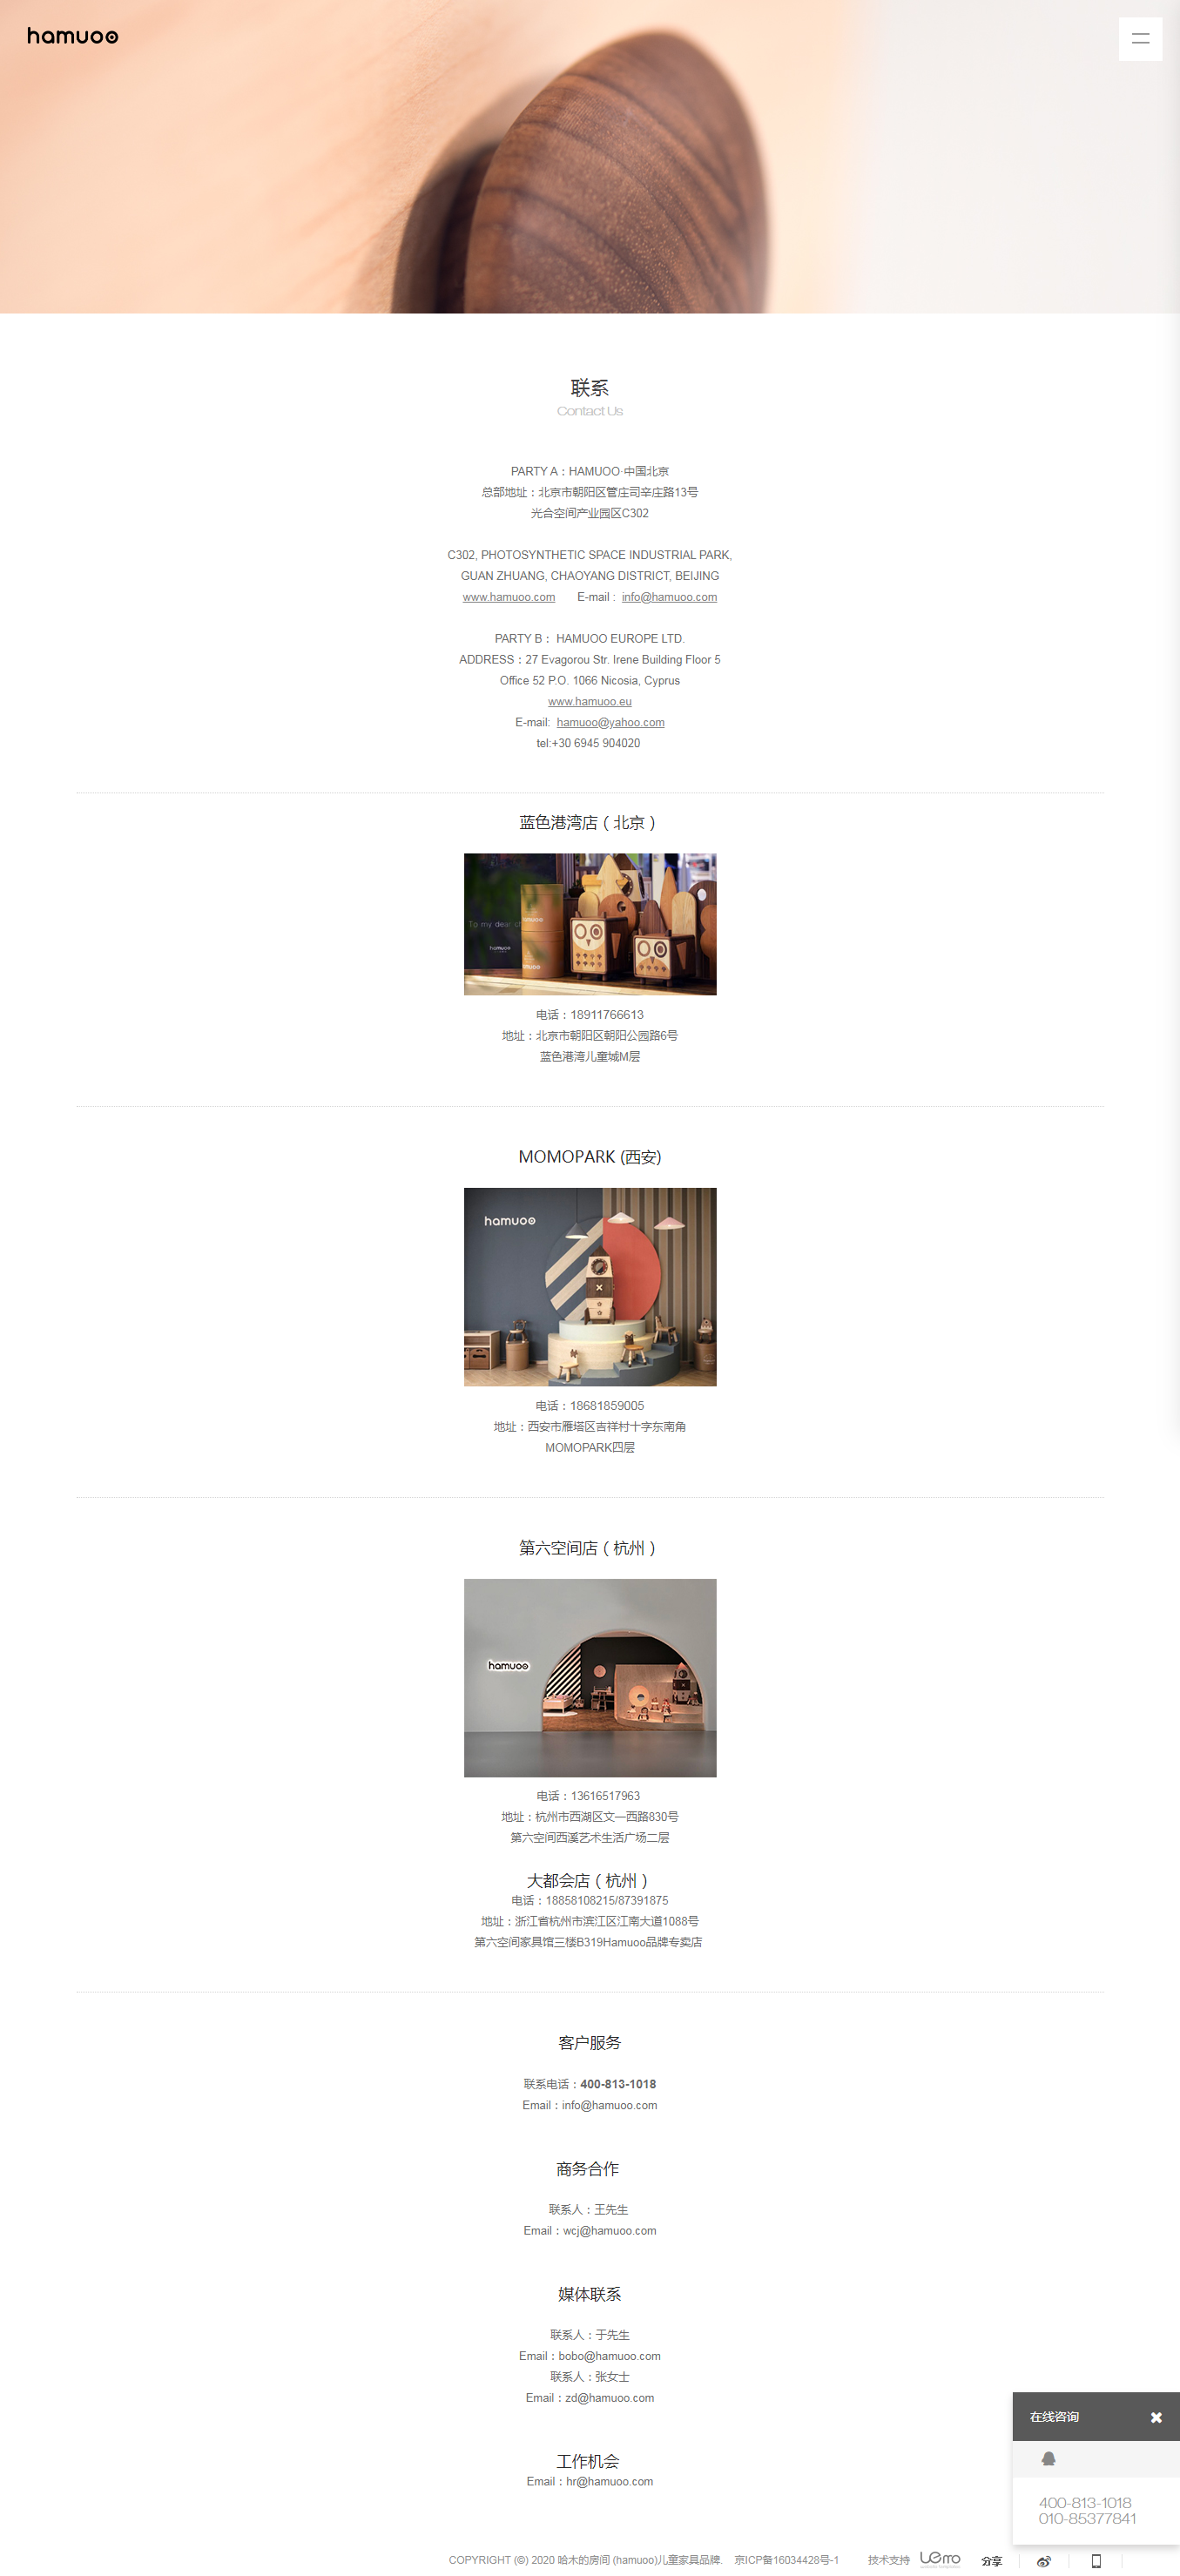 hamuoo
联系
Contact Us
PARTY A：HAMUOO·中国北京
总部地址：北京市朝阳区管庄司辛庄路13号
光合空间产业园区C302
C302, PHOTOSYNTHETIC SPACE INDUSTRIAL PARK,
GUAN ZHUANG, CHAOYANG DISTRICT, BEIJING
www.hamuoo.com E-mail : info@hamuoo.com
PARTY B： HAMUOO EUROPE LTD.
ADDRESS：27 Evagorou Str. Irene Building Floor 5
Office 52 P.O. 1066 Nicosia, Cyprus
www.hamuoo.eu
E-mail: hamuoo@yahoo.com
tel:+30 6945 904020
蓝色港湾店（北京）
To my dear
hamuoo
hamuoo
hamuoo
电话：18911766613
地址：北京市朝阳区朝阳公园路6号
蓝色港湾儿童城M层
MOMOPARK (西安)
hamuoo
电话：18681859005
地址：西安市雁塔区吉祥村十字东南角
MOMOPARK四层
第六空间店（杭州）
hamuoo
电话：13616517963
地址：杭州市西湖区文一西路830号
第六空间西溪艺术生活广场二层
大都会店（杭州）
电话：18858108215/87391875
地址：浙江省杭州市滨江区江南大道1088号
第六空间家具馆三楼B319Hamuoo品牌专卖店
客户服务
联系电话：400-813-1018
Email：info@hamuoo.com
商务合作
联系人：王先生
Email：wcj@hamuoo.com
媒体联系
联系人：于先生
Email：bobo@hamuoo.com
联系人：张女士
Email：zd@hamuoo.com
工作机会
Email：hr@hamuoo.com
在线咨询
400-813-1018
010-85377841
COPYRIGHT (©) 2020 哈木的房间 (hamuoo)儿童家具品牌. 京ICP备16034428号-1 技术支持 分享